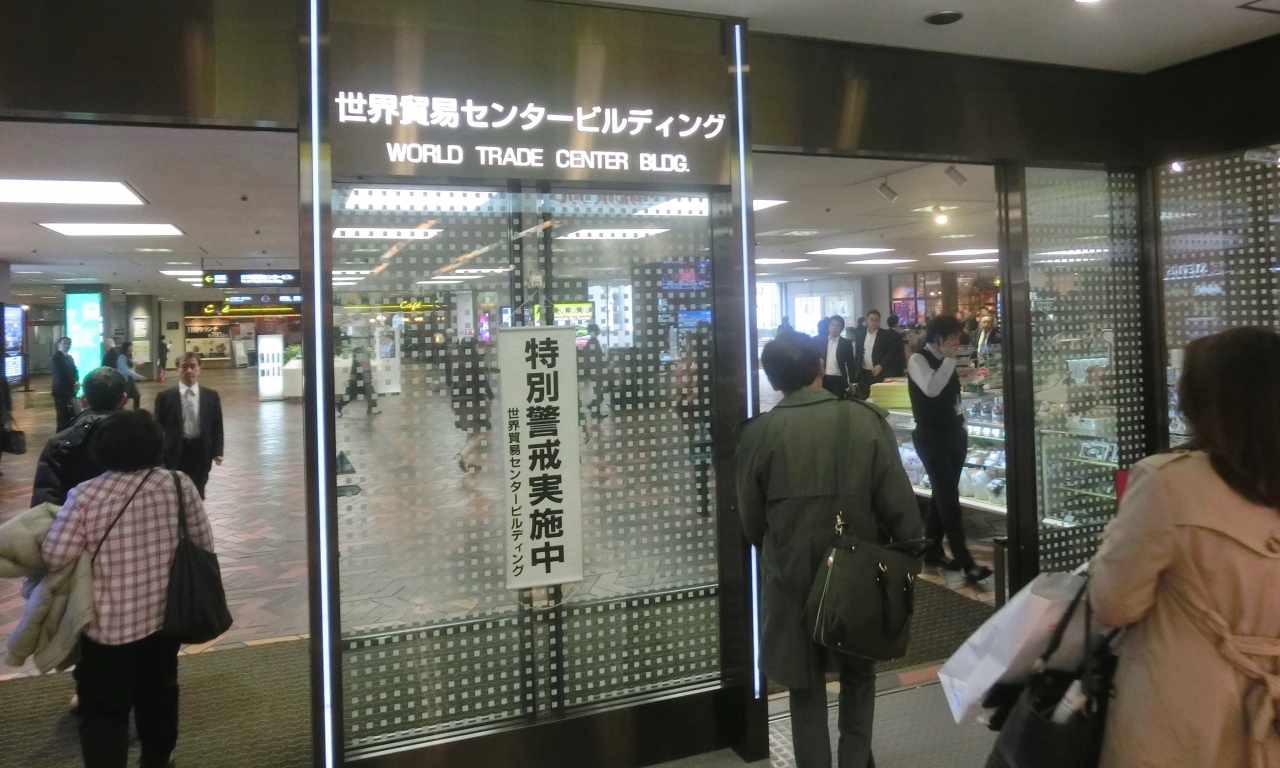 世界貿易センタービルディング
WORLD TRADE CENTER BLDG.
Cafe
特別警戒実施中
世界貿易センタービルディング